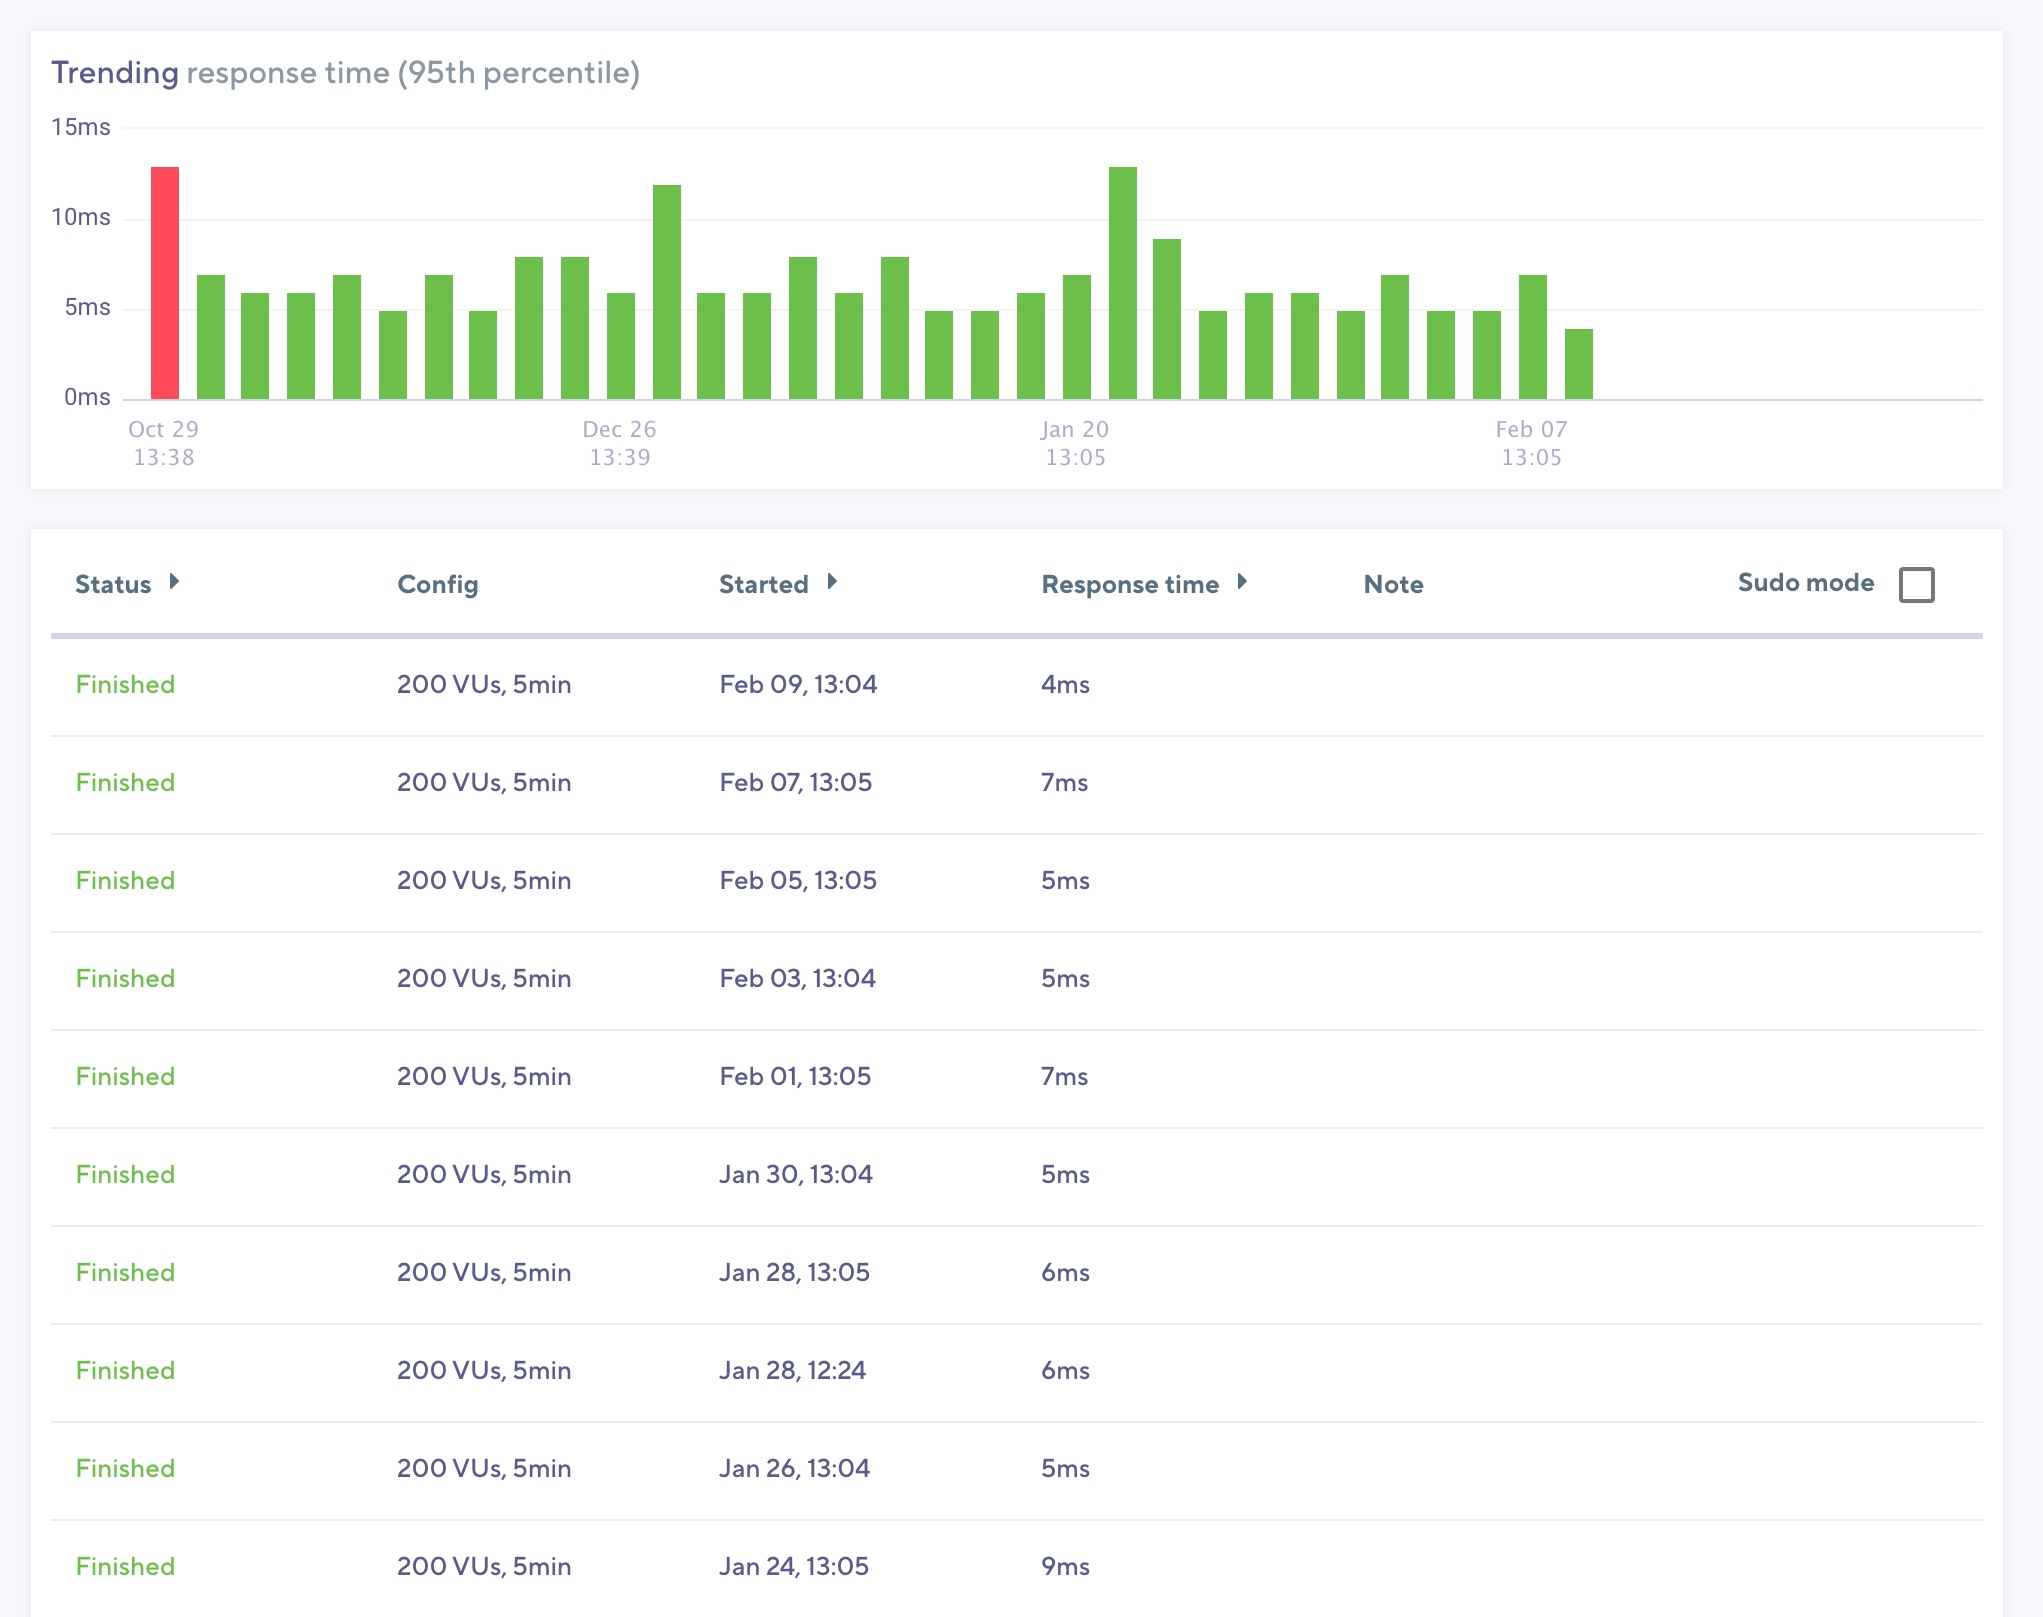 Trending response time (95th percentile)
15ms
10ms
5ms
0ms
Oct 29 Dec 26 Jan 20 Feb 07
13:38 13:39 13:05 13:05
Status Config Started Response time Note Sudo mode
Finished 200 VUs, 5min Feb 09, 13:04 4ms
Finished 200 VUs, 5min Feb 07, 13:05 7ms
Finished 200 VUs, 5min Feb 05, 13:05 5ms
Finished 200 VUs, 5min Feb 03, 13:04 5ms
Finished 200 VUs, 5min Feb 01, 13:05 7ms
Finished 200 VUs, 5min Jan 30, 13:04 5ms
Finished 200 VUs, 5min Jan 28, 13:05 6ms
Finished 200 VUs, 5min Jan 28, 12:24 6ms
Finished 200 VUs, 5min Jan 26, 13:04 5ms
Finished 200 VUs, 5min Jan 24, 13:05 9ms